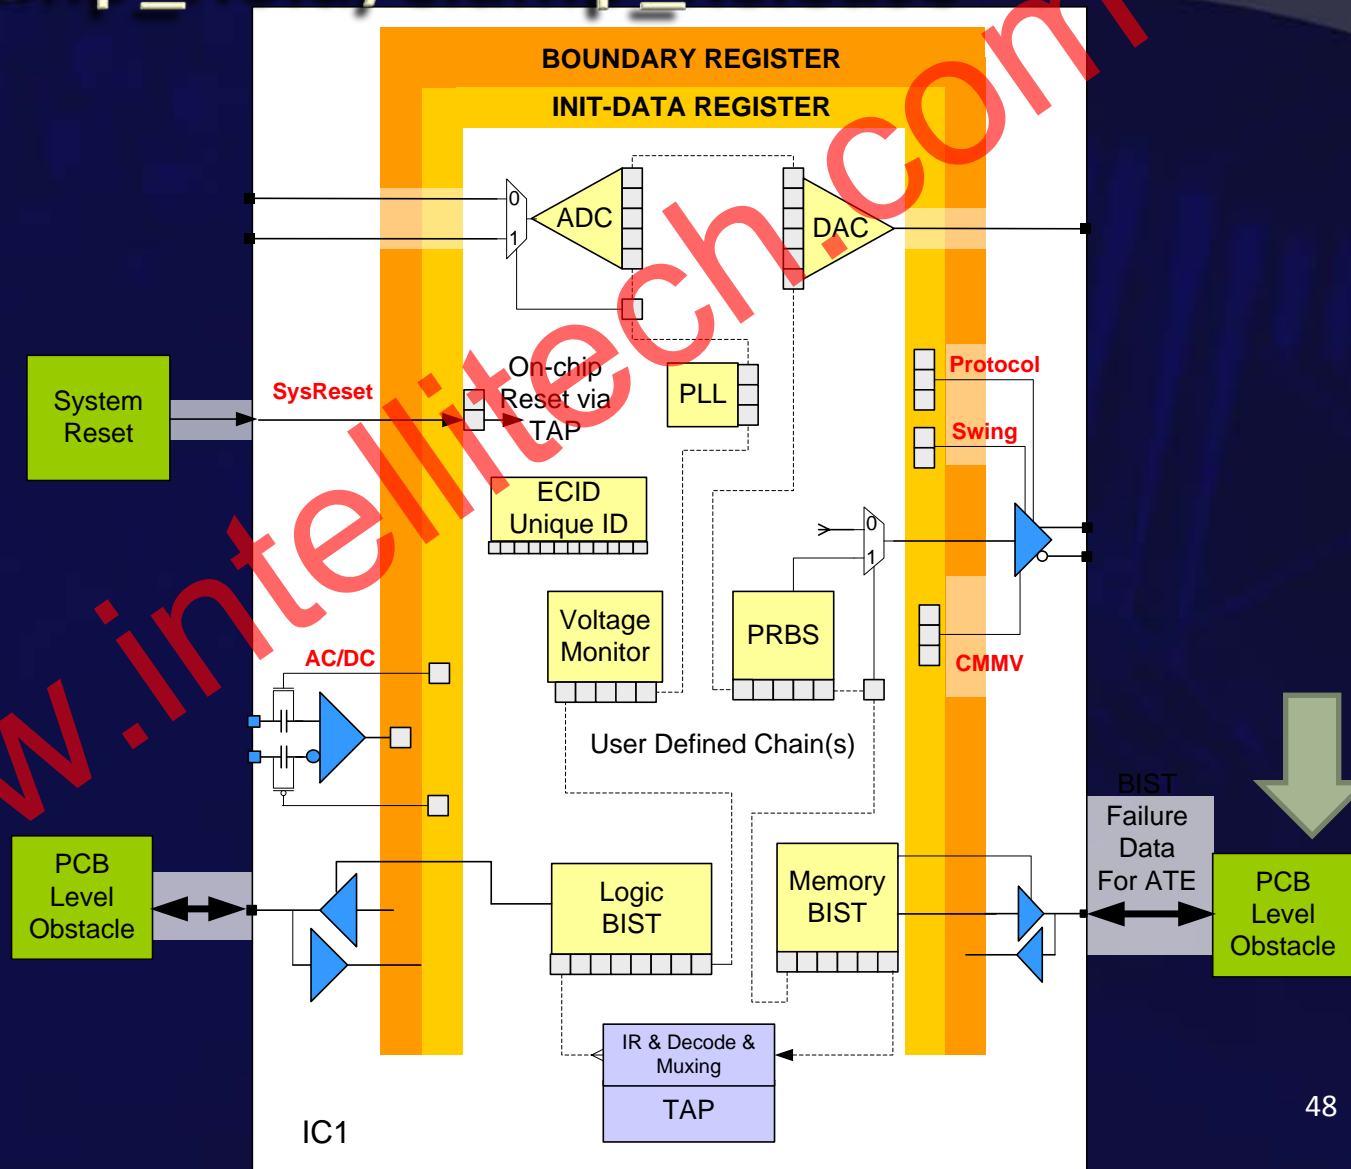 BOUNDARY REGISTER
INIT-DATA REGISTER
0
1
ADC
DAC
System
Reset
SysReset
On-chip
Reset via
TAP
PLL
Protocol
Swing
ECID
Unique ID
0
1
Voltage
Monitor
PRBS
AC/DC
CMMV
User Defined Chain(s)
PCB
Level
Obstacle
Logic
BIST
Memory
BIST
BIST
Failure
Data
For ATE
PCB
Level
Obstacle
IR & Decode &
Muxing
TAP
IC1
48
w.intellitech.com